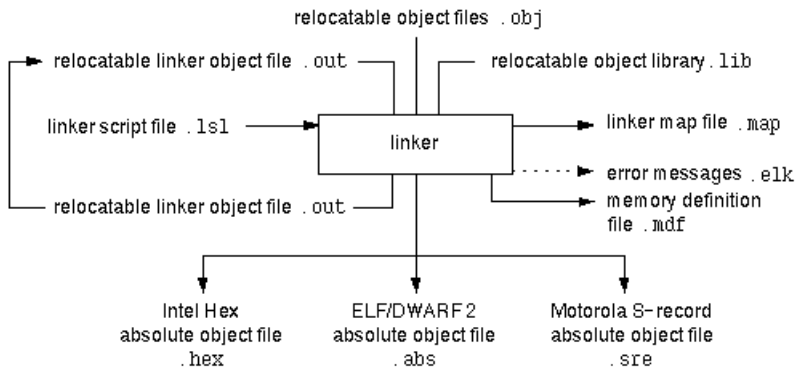 relocatable object files .obj
relocatable linker object file .out
relocatable object library .lib
linker script file .lsl
linker
linker map file .map
error messages .elk
relocatable linker object file .out
memory definition
file .mdf
Intel Hex
absolute object file
.hex
ELF/DWARF 2
absolute object file
.abs
Motorola S-record
absolute object file
.sre